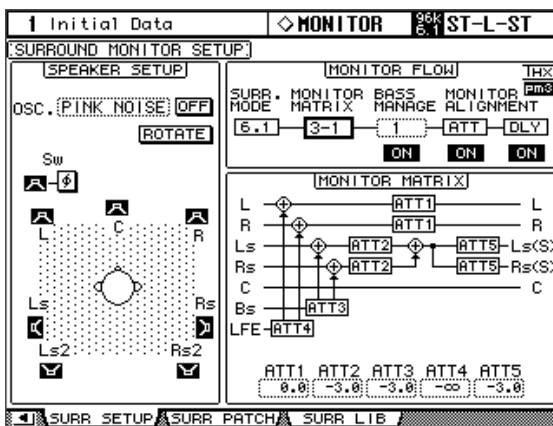 1 Initial Data ◇MONITOR 96k 6.1 ST-L-ST
SURROUND MONITOR SETUP
SPEAKER SETUP
OSC. PINK NOISE OFF
ROTATE
Sw
ϕ
L C R
Ls Rs
Ls2 Rs2
MONITOR FLOW THX pm3
SURR. MODE MONITOR MATRIX BASS MANAGE MONITOR ALIGNMENT
6.1 3-1 1 ATT DLY
ON ON ON
MONITOR MATRIX
L ATT1 L
R ATT1 R
Ls ATT2 ATT5 Ls(S)
Rs ATT2 ATT5 Rs(S)
C C
Bs ATT3
LFE ATT4
ATT1 ATT2 ATT3 ATT4 ATT5
0.0 -3.0 -3.0 -∞ -3.0
SURR SETUP SURR PATCH SURR LIB